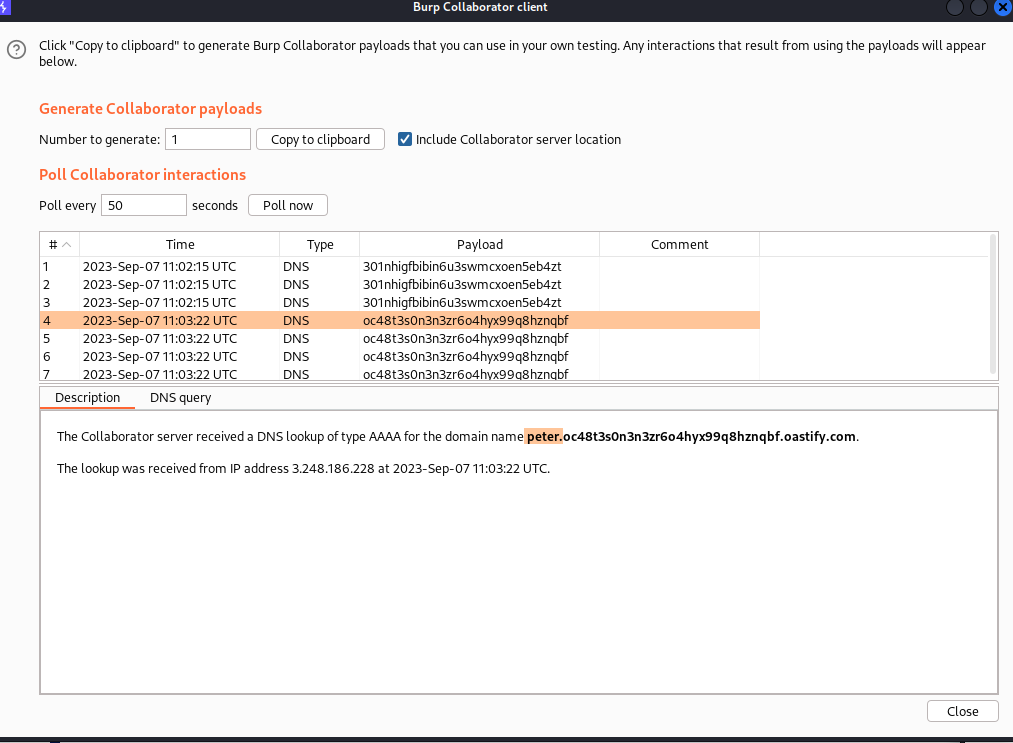 Burp Collaborator client
Click "Copy to clipboard" to generate Burp Collaborator payloads that you can use in your own testing. Any interactions that result from using the payloads will appear
below.
Generate Collaborator payloads
Number to generate: 1 Copy to clipboard Include Collaborator server location
Poll Collaborator interactions
Poll every 50 seconds Poll now
# Time Type Payload Comment
1 2023-Sep-07 11:02:15 UTC DNS 301nhigfbibin6u3swmcxoen5eb4zt
2 2023-Sep-07 11:02:15 UTC DNS 301nhigfbibin6u3swmcxoen5eb4zt
3 2023-Sep-07 11:02:15 UTC DNS 301nhigfbibin6u3swmcxoen5eb4zt
4 2023-Sep-07 11:03:22 UTC DNS oc48t3s0n3n3zr6o4hyx99q8hznqbf
5 2023-Sep-07 11:03:22 UTC DNS oc48t3s0n3n3zr6o4hyx99q8hznqbf
6 2023-Sep-07 11:03:22 UTC DNS oc48t3s0n3n3zr6o4hyx99q8hznqbf
7 2023-Sep-07 11:03:22 UTC DNS oc48t3s0n3n3zr6o4hyx99q8hznqbf
Description DNS query
The Collaborator server received a DNS lookup of type AAAA for the domain name peter.oc48t3s0n3n3zr6o4hyx99q8hznqbf.oastify.com.
The lookup was received from IP address 3.248.186.228 at 2023-Sep-07 11:03:22 UTC.
Close